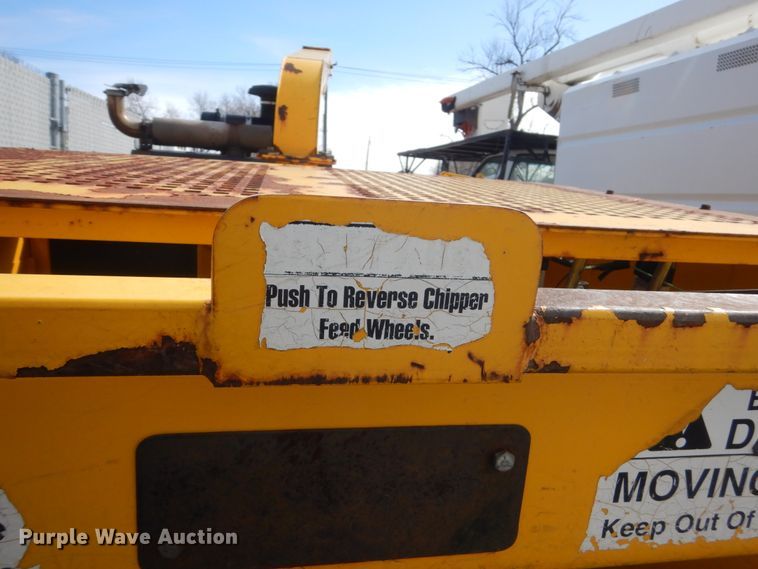 Push To Reverse Chipper
Feed Wheels.
MOVING
Keep Out Of
Purple Wave Auction